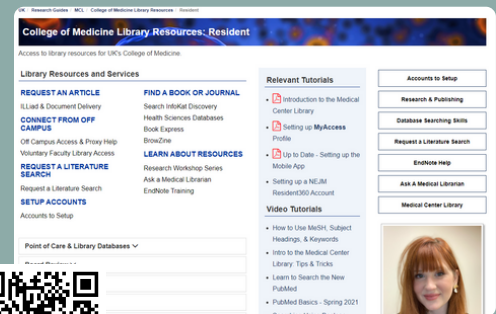 UK / Research Guides / MCL / College of Medicine Library Resources / Resident
College of Medicine Library Resources: Resident
Access to library resources for UK's College of Medicine
Library Resources and Services
REQUEST AN ARTICLE
ILLiad & Document Delivery
CONNECT FROM OFF
CAMPUS
Off Campus Access & Proxy Help
Voluntary Faculty Library Access
REQUEST A LITERATURE
SEARCH
Request a Literature Search
SETUP ACCOUNTS
Accounts to Setup
FIND A BOOK OR JOURNAL
Search InfoKat Discovery
Health Sciences Databases
Book Express
BrowZine
LEARN ABOUT RESOURCES
Research Workshop Series
Ask a Medical Librarian
EndNote Training
Point of Care & Library Databases
Relevant Tutorials
Introduction to the Medical
Center Library
Setting up MyAccess
Profile
Up to Date - Setting up the
Mobile App
Setting up a NEJM
Resident360 Account
Video Tutorials
How to Use MeSH, Subject
Headings, & Keywords
Intro to the Medical Center
Library: Tips & Tricks
Learn to Search the New
PubMed
PubMed Basics - Spring 2021
Accounts to Setup
Research & Publishing
Database Searching Skills
Request a Literature Search
EndNote Help
Ask A Medical Librarian
Medical Center Library